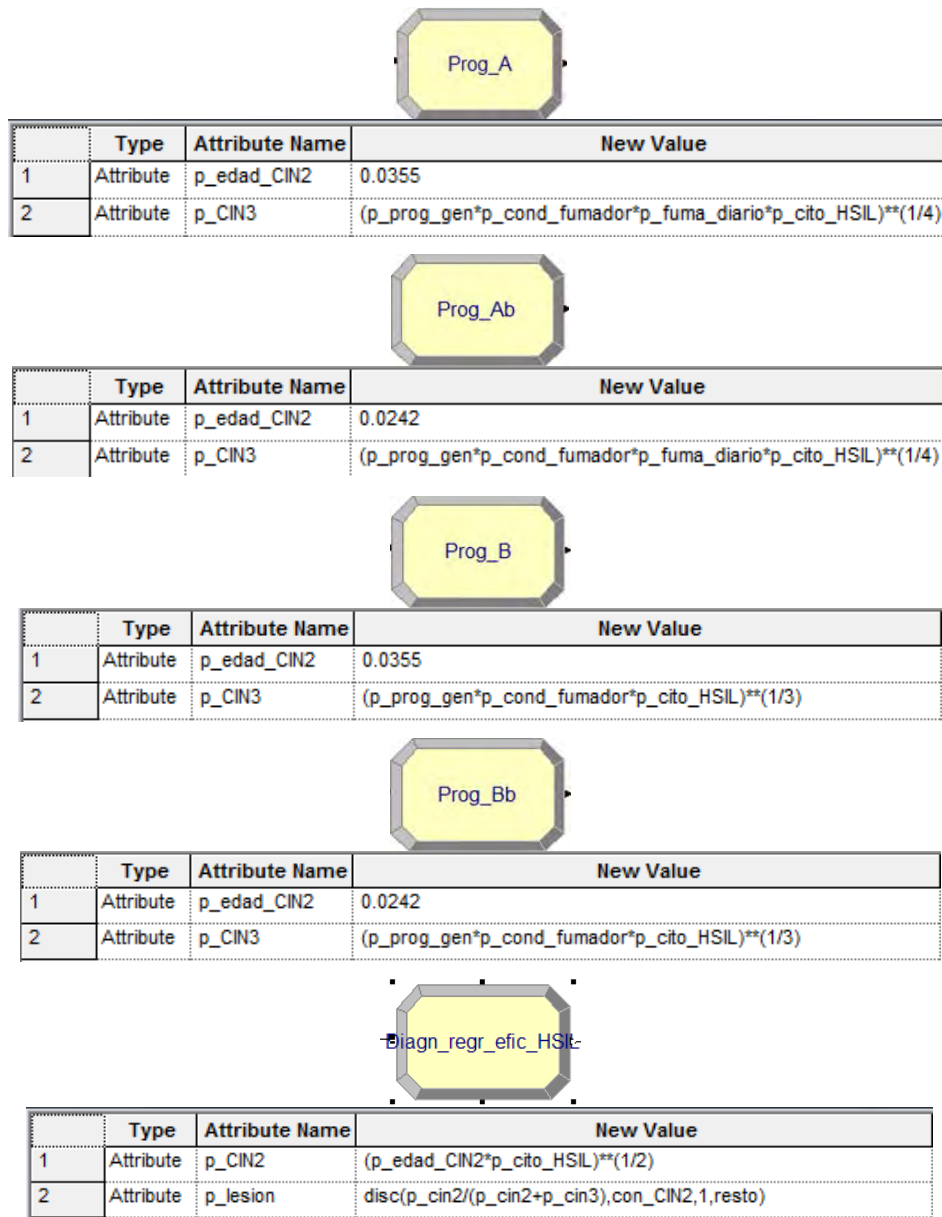 Prog_A
Type Attribute Name New Value
1 Attribute p_edad_CIN2 0.0355
2 Attribute p_CIN3 (p_prog_gen*p_cond_fumador*p_fuma_diario*p_cito_HSIL)**(1/4)
Prog_Ab
Type Attribute Name New Value
1 Attribute p_edad_CIN2 0.0242
2 Attribute p_CIN3 (p_prog_gen*p_cond_fumador*p_fuma_diario*p_cito_HSIL)**(1/4)
Prog_B
Type Attribute Name New Value
1 Attribute p_edad_CIN2 0.0355
2 Attribute p_CIN3 (p_prog_gen*p_cond_fumador*p_cito_HSIL)**(1/3)
Prog_Bb
Type Attribute Name New Value
1 Attribute p_edad_CIN2 0.0242
2 Attribute p_CIN3 (p_prog_gen*p_cond_fumador*p_cito_HSIL)**(1/3)
Diagn_regr_efic_HSIL
Type Attribute Name New Value
1 Attribute p_CIN2 (p_edad_CIN2*p_cito_HSIL)**(1/2)
2 Attribute p_lesion disc(p_cin2/(p_cin2+p_cin3),con_CIN2,1,resto)